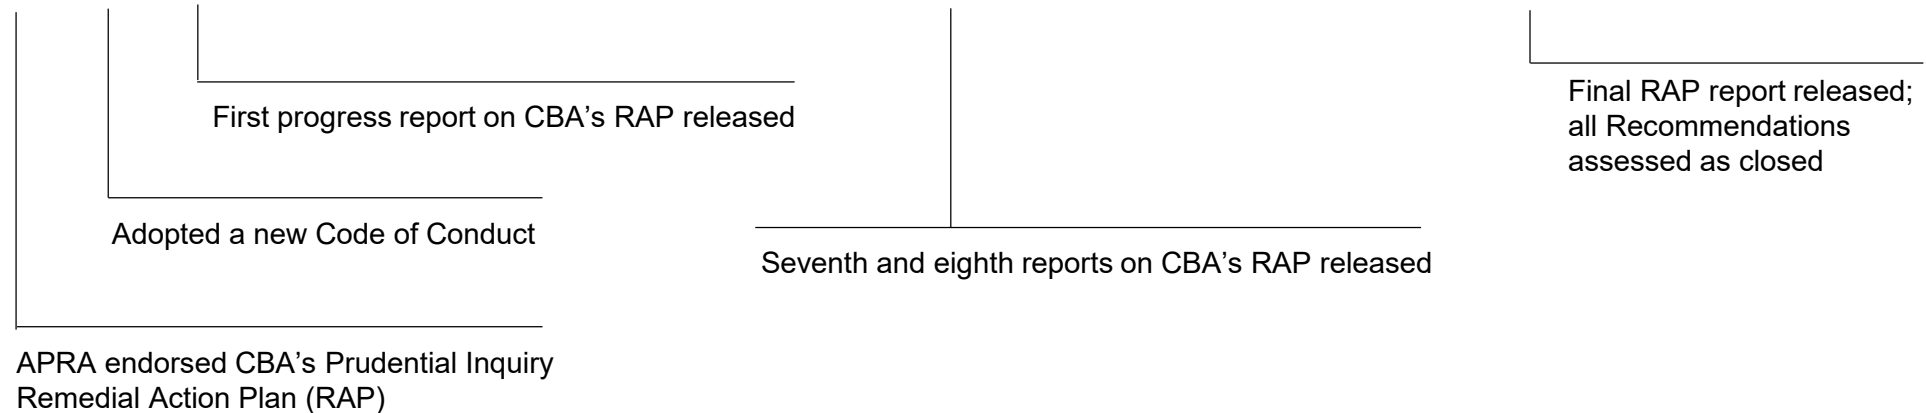 First progress report on CBA’s RAP released
Adopted a new Code of Conduct
APRA endorsed CBA’s Prudential Inquiry
Remedial Action Plan (RAP)
Seventh and eighth reports on CBA’s RAP released
Final RAP report released;
all Recommendations
assessed as closed